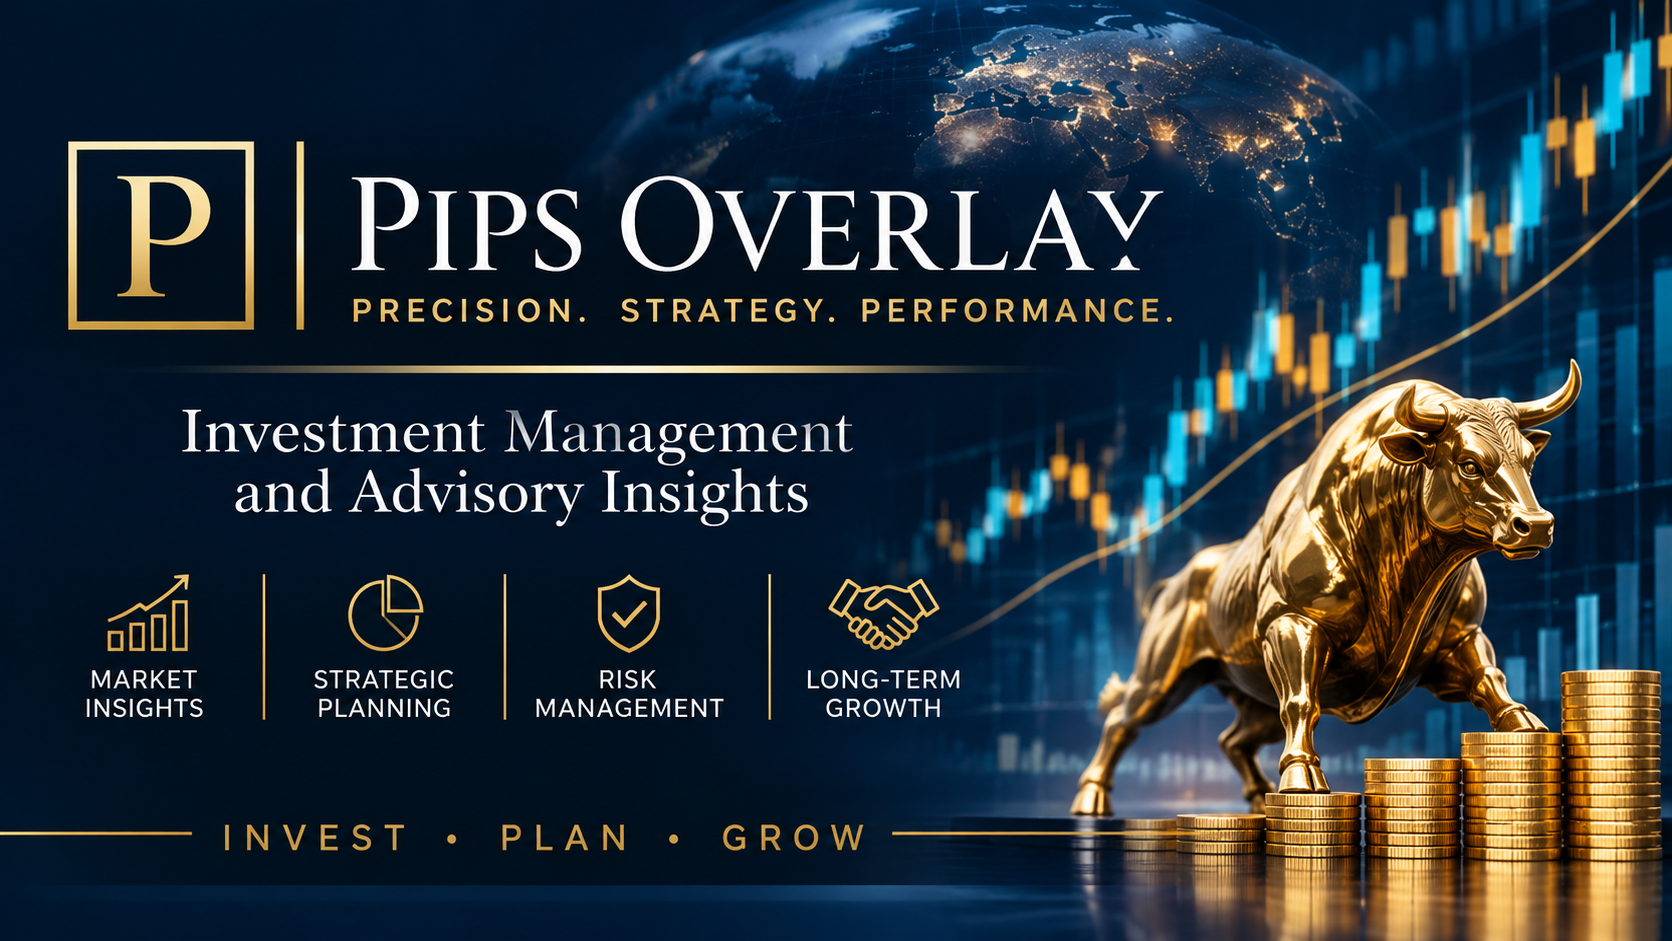 P
PIPS OVERLAY
PRECISION. STRATEGY. PERFORMANCE.
Investment Management
and Advisory Insights
MARKET
INSIGHTS
STRATEGIC
PLANNING
RISK
MANAGEMENT
LONG-TERM
GROWTH
INVEST • PLAN • GROW